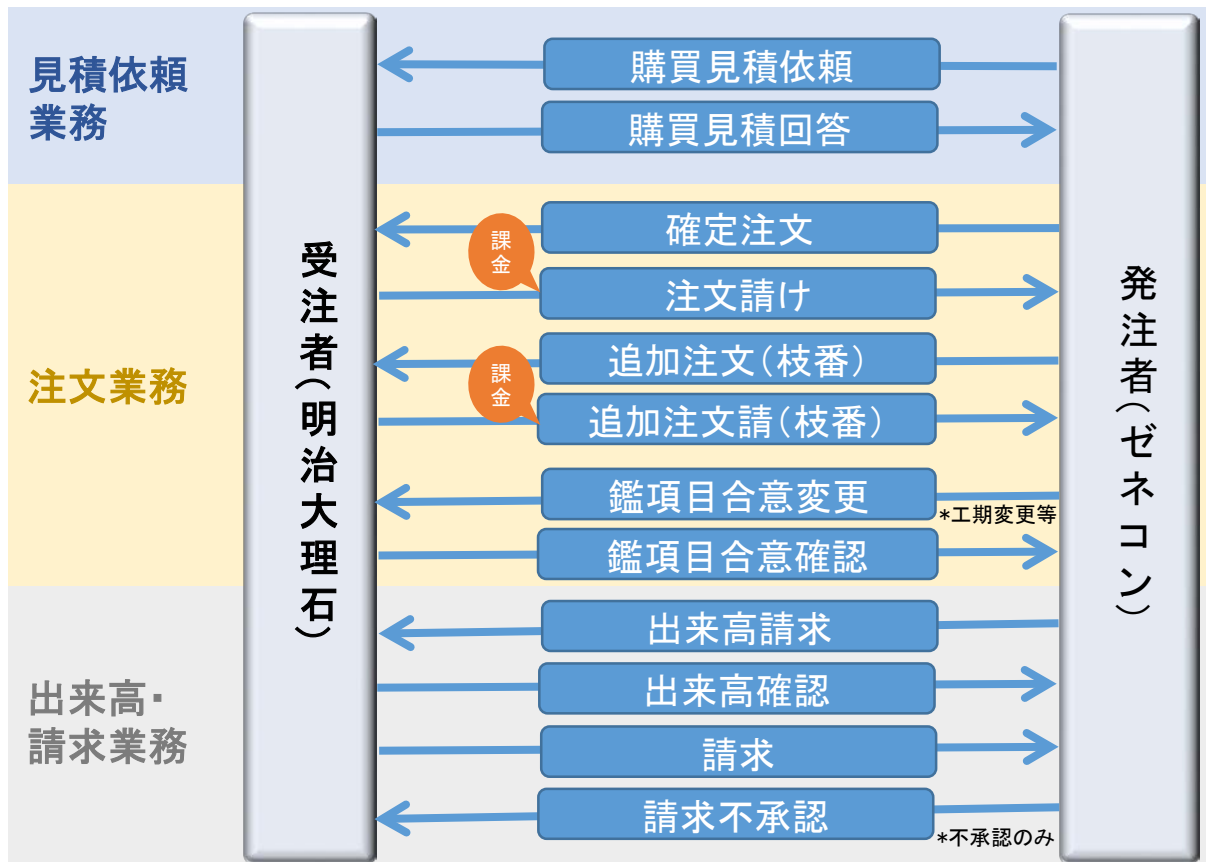 見積依頼
業務
購買見積依頼
購買見積回答
注文業務
確定注文
課金
注文請け
追加注文(枝番)
課金
追加注文請(枝番)
鑑項目合意変更
*工期変更等
鑑項目合意確認
出来高・
請求業務
出来高請求
出来高確認
請求
請求不承認
*不承認のみ
受注者(明治大理石)
発注者(ゼネコン)